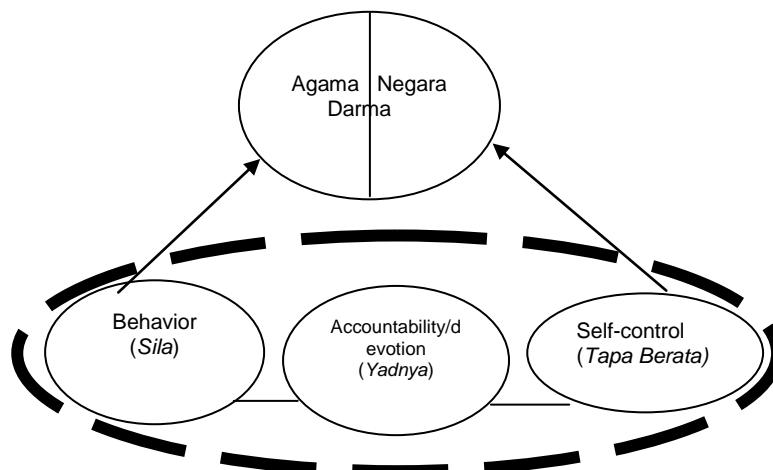 Agama Negara
Darma
Behavior
(Sila)
Accountability/d
evotion
(Yadnya)
Self-control
(Tapa Berata)